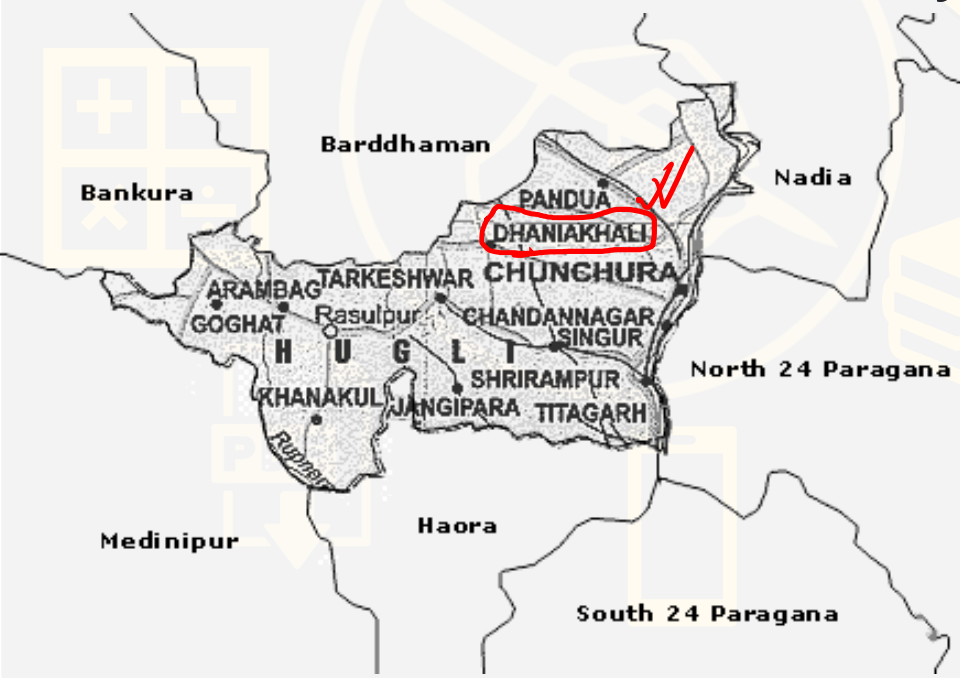 Barddhaman
Bankura
Nadia
PANDUA
DHANIAKHALI
CHUNCHURA
TARKESHWAR
ARAMBAG
GOGHAT
Rasulpur
CHANDANNAGAR
SINGUR
HUGLI
North 24 Paragana
SHRIRAMPUR
KHANAKUL
JANGIPARA
TITAGARH
Medinipur
Haora
South 24 Paragana